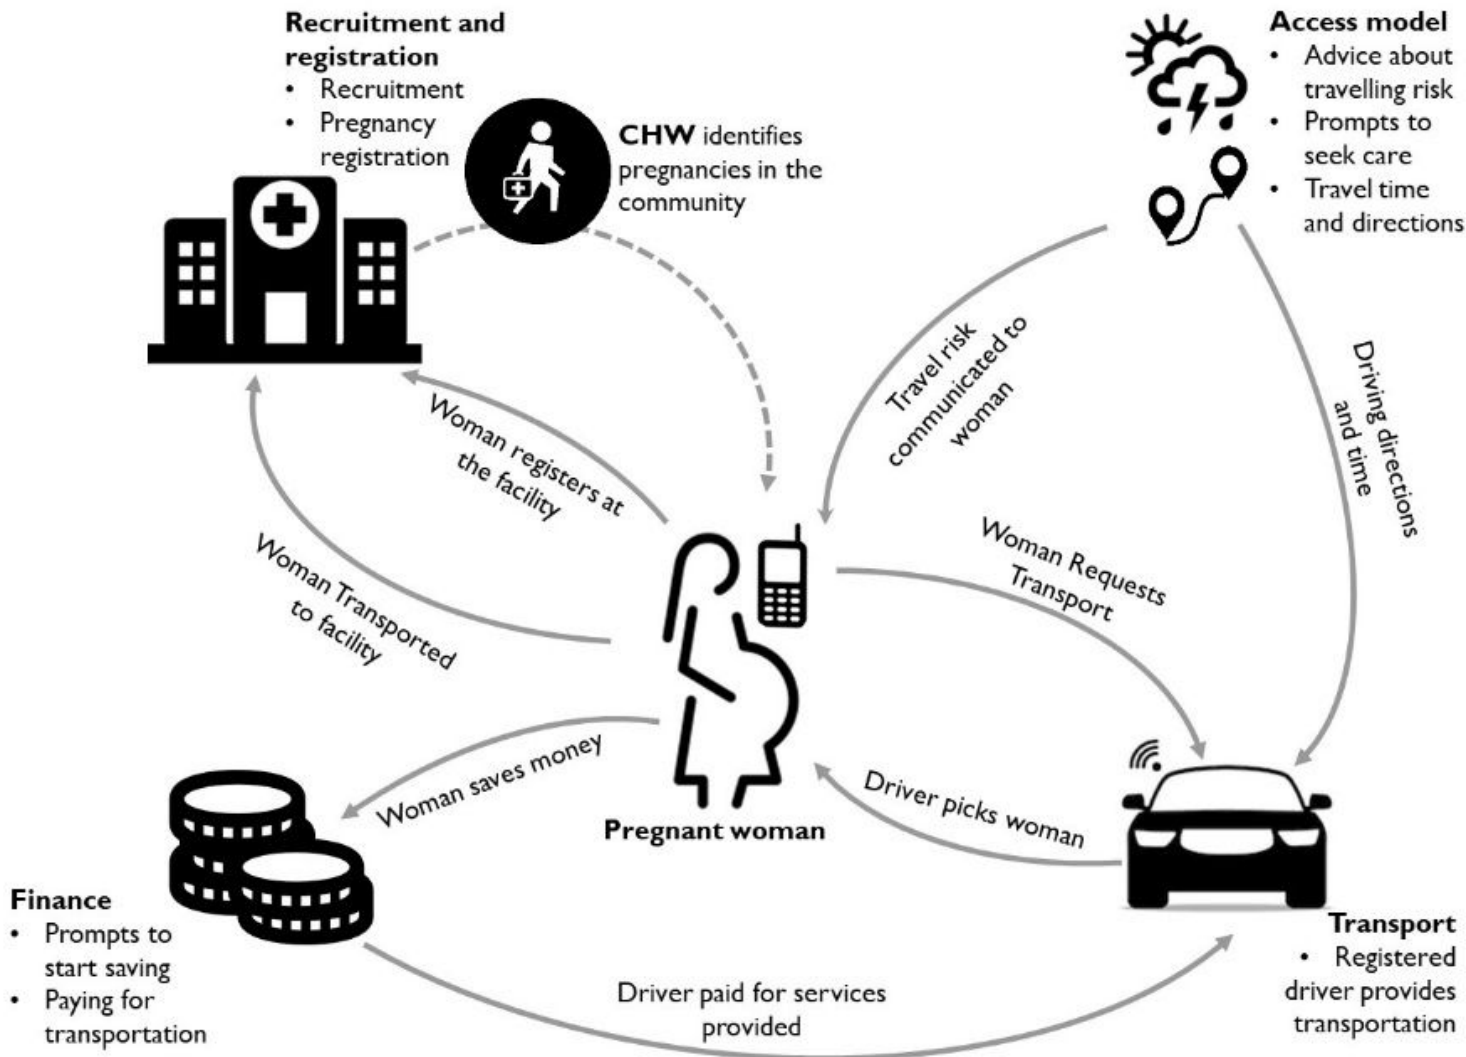 Recruitment and
registration
• Recruitment
• Pregnancy
registration
CHW identifies
pregnancies in the
community
Access model
• Advice about
travelling risk
• Prompts to
seek care
• Travel time
and directions
Travel risk
communicated to
woman
Driving directions
and time
Woman registers at
the facility
Woman Transported
to facility
Woman Requests
Transport
Woman saves money
Driver picks woman
Pregnant woman
Finance
• Prompts to
start saving
• Paying for
transportation
Driver paid for services
provided
Transport
• Registered
driver provides
transportation